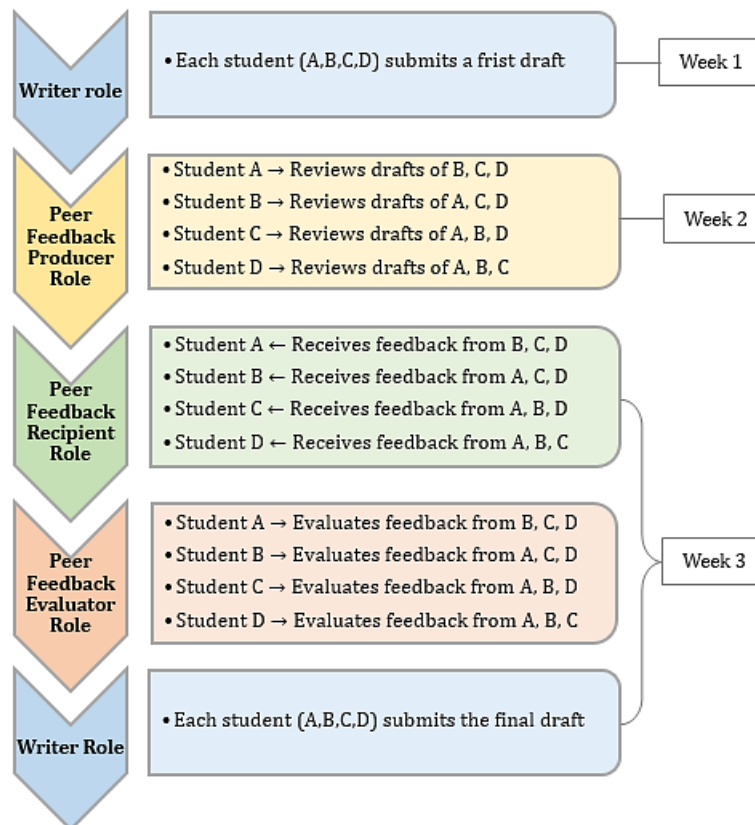 Writer role
• Each student (A,B,C,D) submits a frist draft
Week 1
Peer
Feedback
Producer
Role
• Student A → Reviews drafts of B, C, D
• Student B → Reviews drafts of A, C, D
• Student C → Reviews drafts of A, B, D
• Student D → Reviews drafts of A, B, C
Week 2
Peer
Feedback
Recipient
Role
• Student A ← Receives feedback from B, C, D
• Student B ← Receives feedback from A, C, D
• Student C ← Receives feedback from A, B, D
• Student D ← Receives feedback from A, B, C
Peer
Feedback
Evaluator
Role
• Student A → Evaluates feedback from B, C, D
• Student B → Evaluates feedback from A, C, D
• Student C → Evaluates feedback from A, B, D
• Student D → Evaluates feedback from A, B, C
Week 3
Writer Role
• Each student (A,B,C,D) submits the final draft